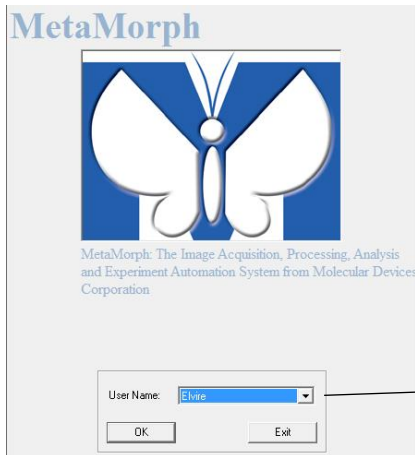 MetaMorph
MetaMorph: The Image Acquisition, Processing, Analysis
and Experiment Automation System from Molecular Devices
Corporation
User Name: Elvire
OK Exit